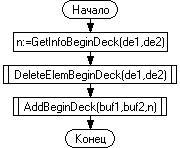 Начало
n:=GetInfoBeginDeck(de1,de2)
DeleteElemBeginDeck(de1,de2)
AddBeginDeck(buf1,buf2,n)
Конец